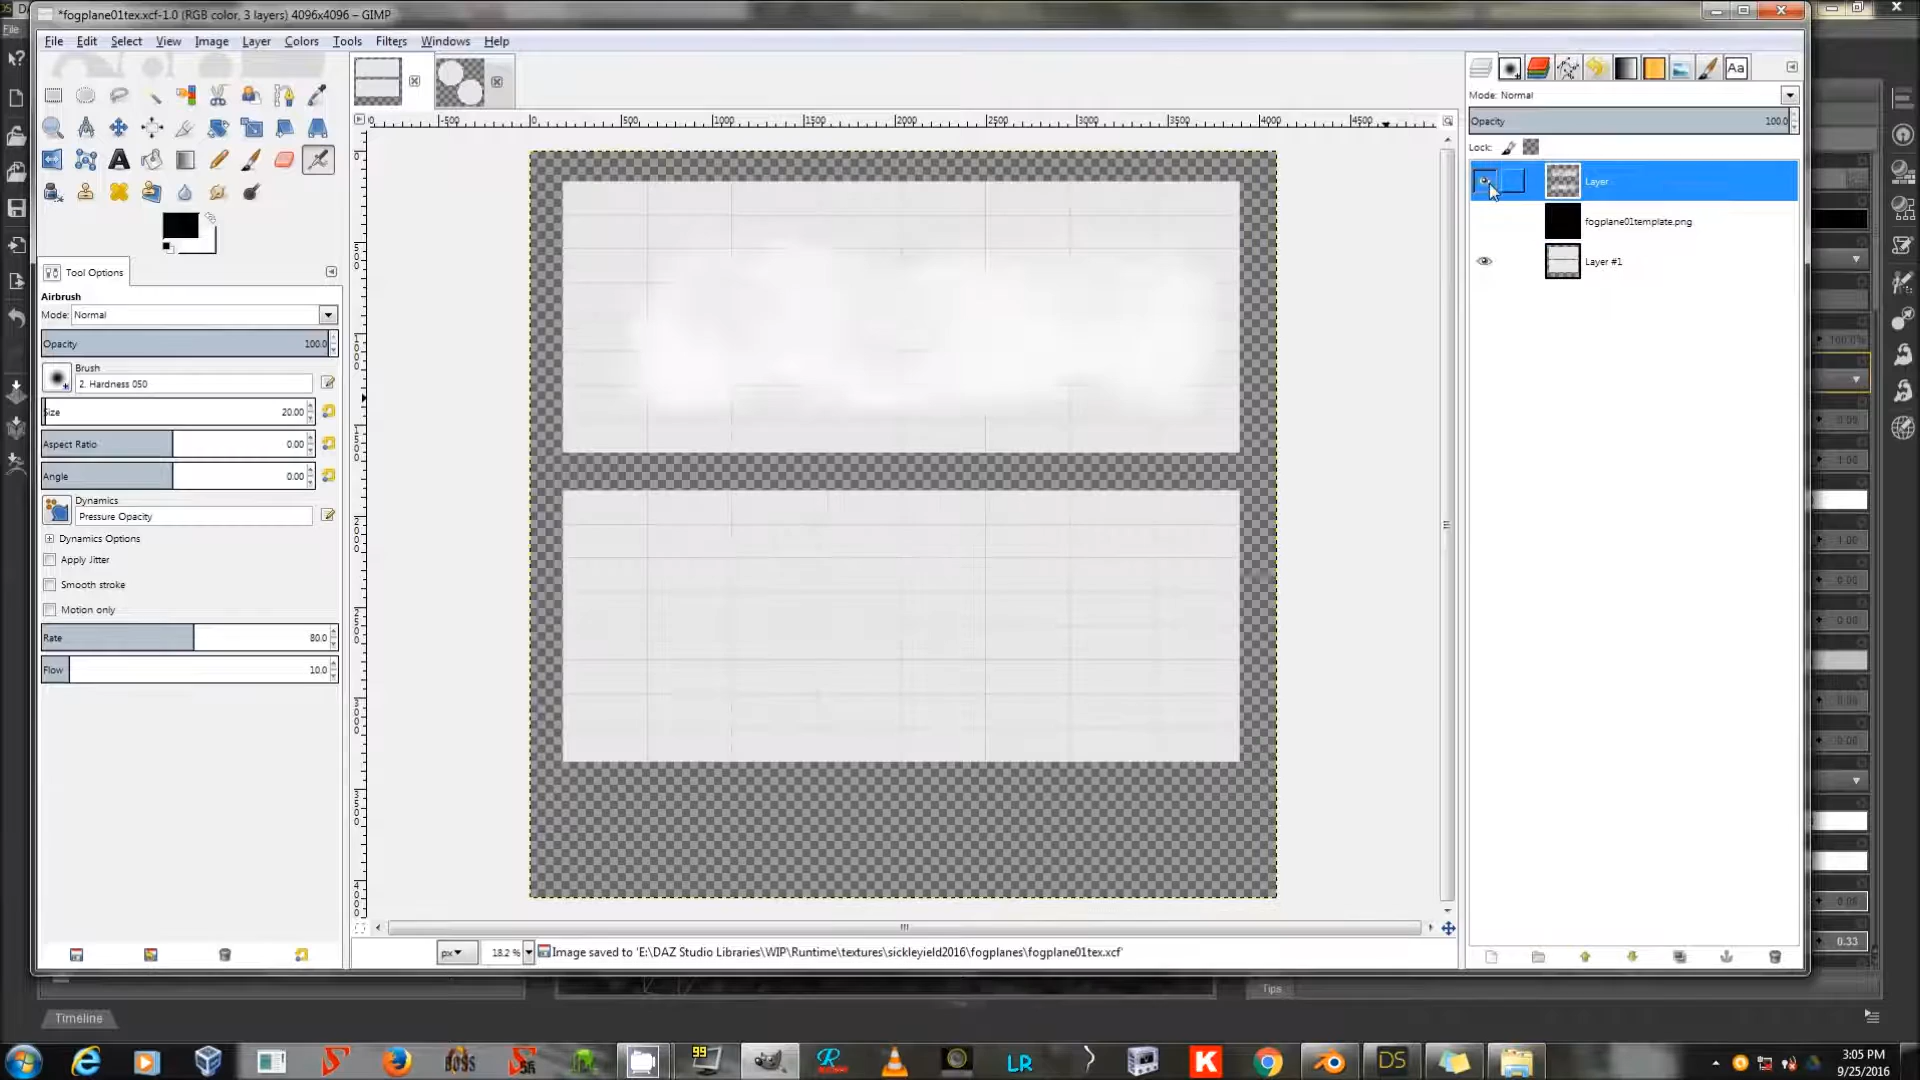 *fogplane01tex.xcf-1.0 (RGB color, 3 layers) 4096x4096 – GIMP
File Edit Select View Image Layer Colors Tools Filters Windows Help
Mode: Normal
Opacity 100.0
Lock:
Layer
fogplane01template.png
Layer #1
Tool Options
Airbrush
Mode: Normal
Opacity 100.0
Brush
2. Hardness 050
Size 20.00
Aspect Ratio 0.00
Angle 0.00
Dynamics
Pressure Opacity
Dynamics Options
Apply Jitter
Smooth stroke
Motion only
Rate 80.0
Flow 10.0
px 18.2 % Image saved to 'E:\DAZ Studio Libraries\WIP\Runtime\textures\sickleyield2016\fogplanes\fogplane01tex.xcf'
Tips
Timeline
3:05 PM
9/25/2016